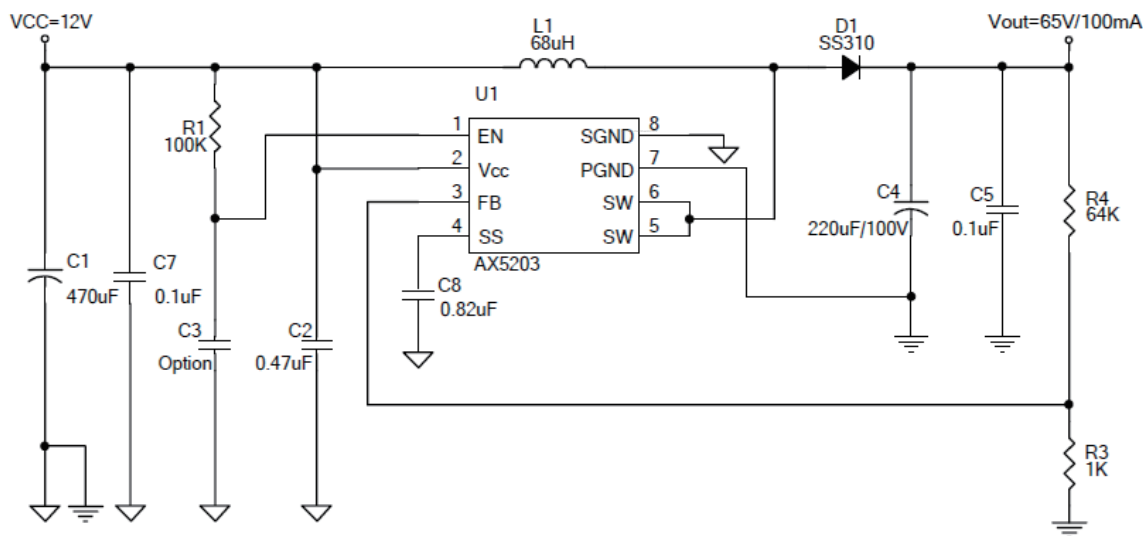 VCC=12V
L1
68uH
D1
SS310
Vout=65V/100mA
U1
R1
100K
1
EN
SGND
8
2
Vcc
PGND
7
3
FB
SW
6
4
SS
SW
5
AX5203
C4
220uF/100V
C5
0.1uF
R4
64K
C1
470uF
C7
0.1uF
C8
0.82uF
C3
Option
C2
0.47uF
R3
1K